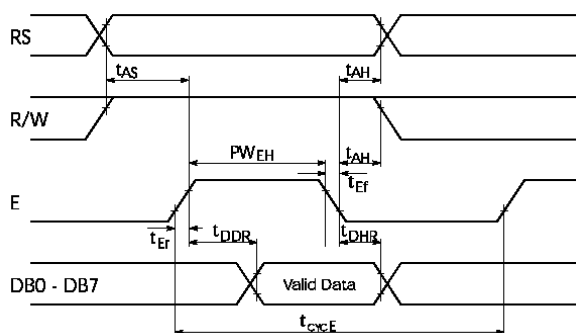 RS
tAS
tAH
R/W
PWEH
tAH
tEf
E
tEr
tDDR
tDHR
DB0 - DB7
Valid Data
tCYCE